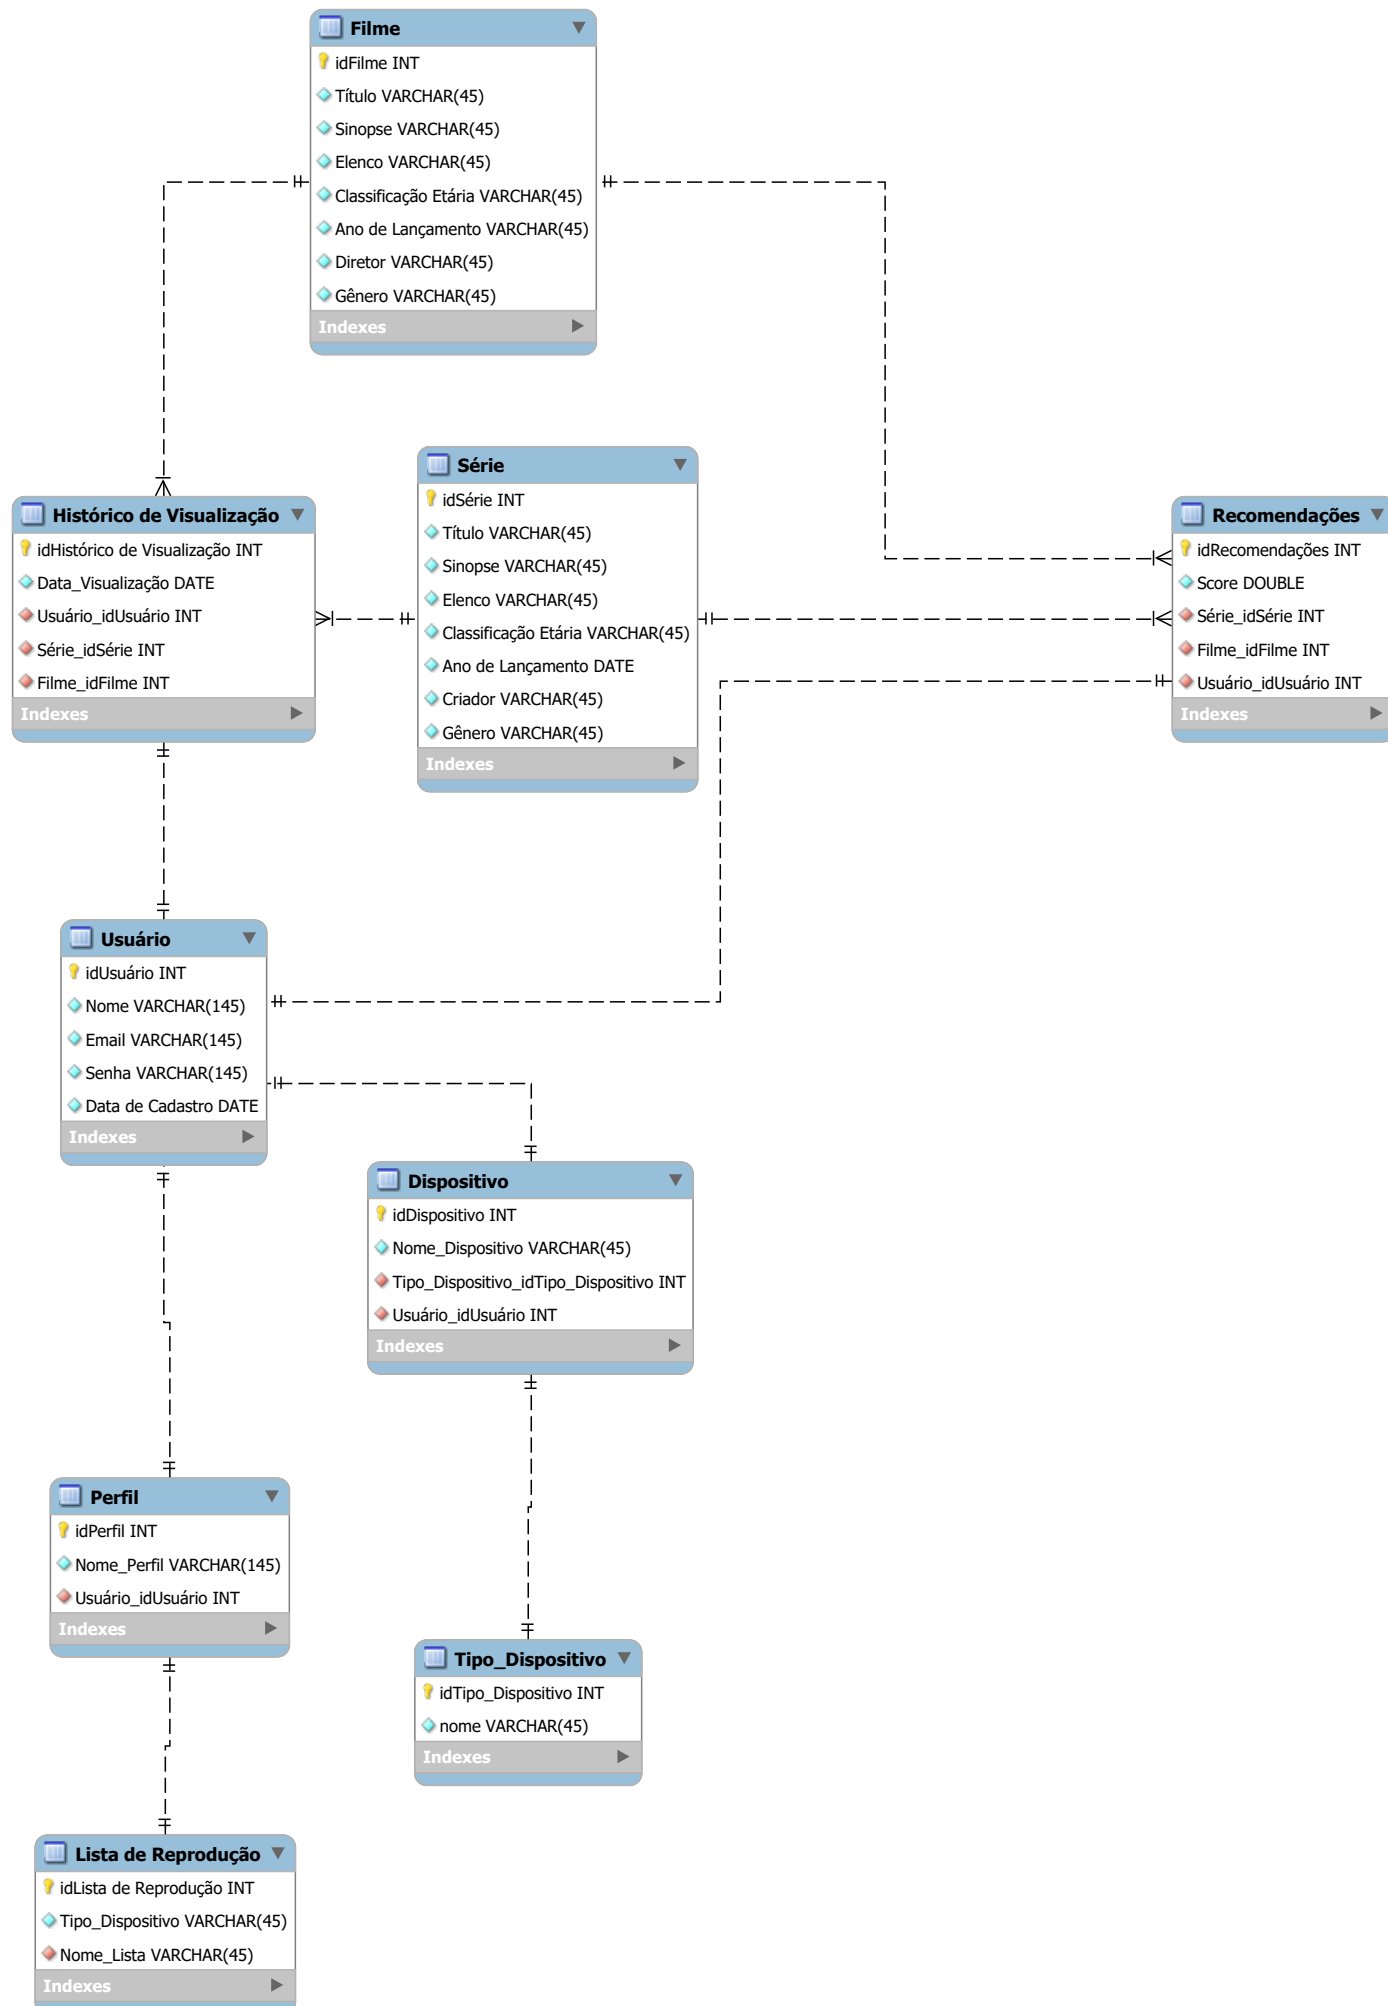 Filme
idFilme INT
Título VARCHAR(45)
Sinopse VARCHAR(45)
Elenco VARCHAR(45)
Classificação Etária VARCHAR(45)
Ano de Lançamento VARCHAR(45)
Diretor VARCHAR(45)
Gênero VARCHAR(45)
Indexes
Série
idSérie INT
Título VARCHAR(45)
Sinopse VARCHAR(45)
Elenco VARCHAR(45)
Classificação Etária VARCHAR(45)
Ano de Lançamento DATE
Criador VARCHAR(45)
Gênero VARCHAR(45)
Indexes
Histórico de Visualização
idHistórico de Visualização INT
Data_Visualização DATE
Usuário_idUsuário INT
Série_idSérie INT
Filme_idFilme INT
Indexes
Recomendações
idRecomendações INT
Score DOUBLE
Série_idSérie INT
Filme_idFilme INT
Usuário_idUsuário INT
Indexes
Usuário
idUsuário INT
Nome VARCHAR(145)
Email VARCHAR(145)
Senha VARCHAR(145)
Data de Cadastro DATE
Indexes
Dispositivo
idDispositivo INT
Nome_Dispositivo VARCHAR(45)
Tipo_Dispositivo_idTipo_Dispositivo INT
Usuário_idUsuário INT
Indexes
Perfil
idPerfil INT
Nome_Perfil VARCHAR(145)
Usuário_idUsuário INT
Indexes
Tipo_Dispositivo
idTipo_Dispositivo INT
nome VARCHAR(45)
Indexes
Lista de Reprodução
idLista de Reprodução INT
Tipo_Dispositivo VARCHAR(45)
Nome_Lista VARCHAR(45)
Indexes